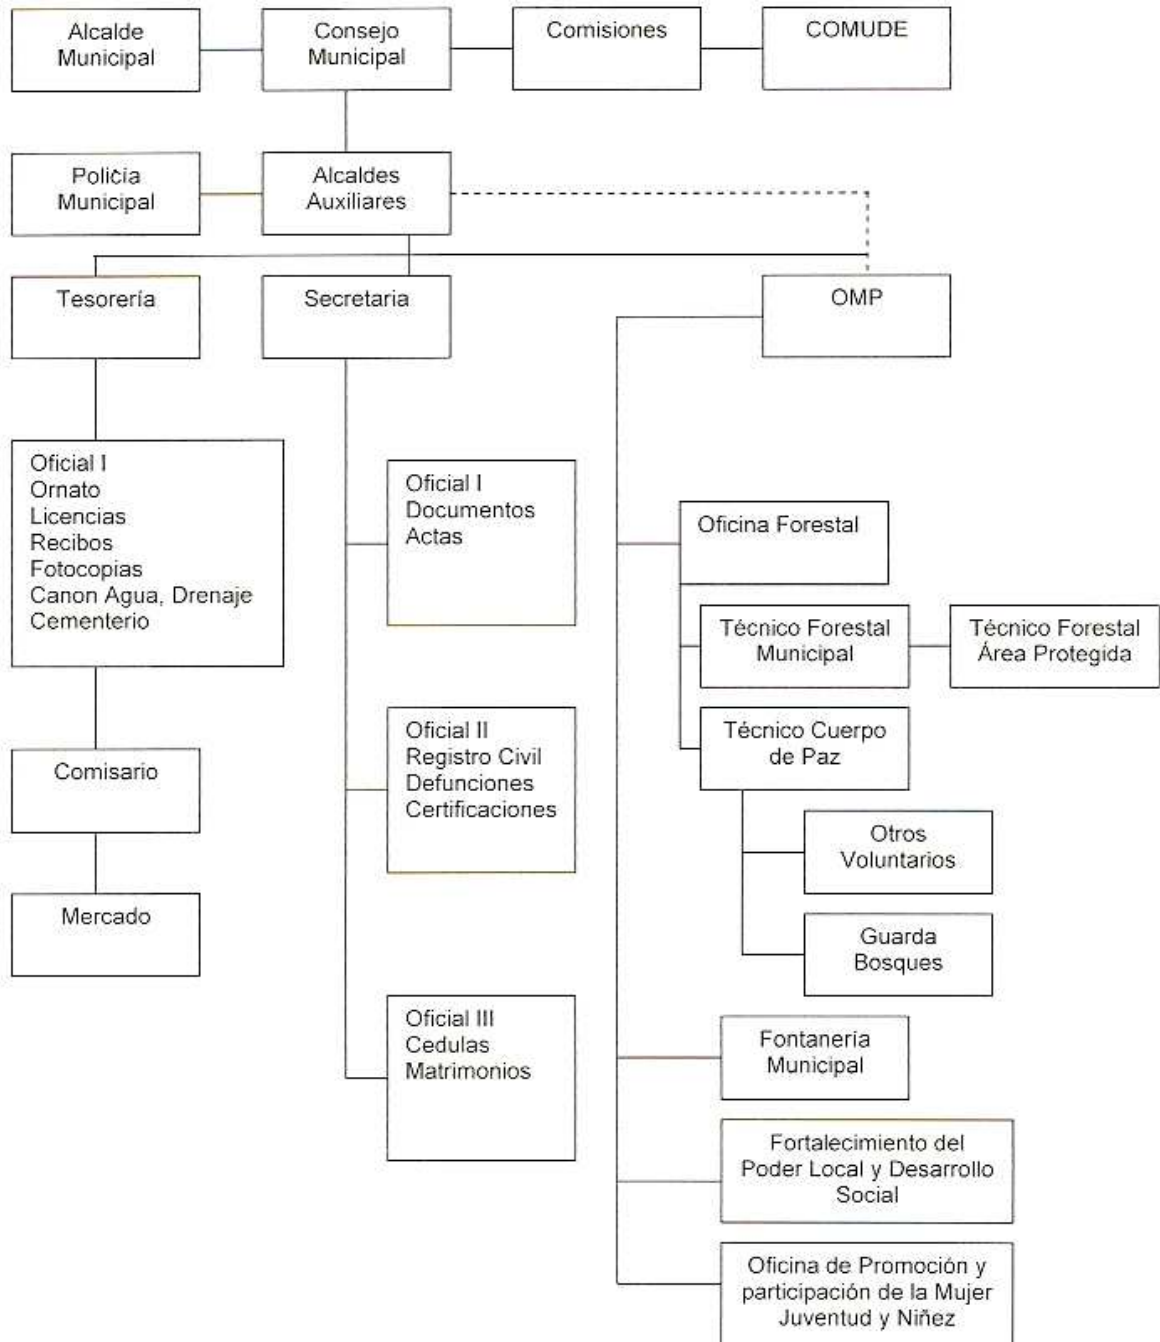 Alcalde
Municipal
Consejo
Municipal
Comisiones
COMUDE
Policía
Municipal
Alcaldes
Auxiliares
Tesorería
Secretaria
OMP
Oficial I
Ornato
Licencias
Recibos
Fotocopias
Canon Agua, Drenaje
Cementerio
Comisario
Mercado
Oficial I
Documentos
Actas
Oficial II
Registro Civil
Defunciones
Certificaciones
Oficial III
Cedulas
Matrimonios
Oficina Forestal
Técnico Forestal
Municipal
Técnico Forestal
Área Protegida
Técnico Cuerpo
de Paz
Otros
Voluntarios
Guarda
Bosques
Fontanería
Municipal
Fortalecimiento del
Poder Local y Desarrollo
Social
Oficina de Promoción y
participación de la Mujer
Juventud y Niñez